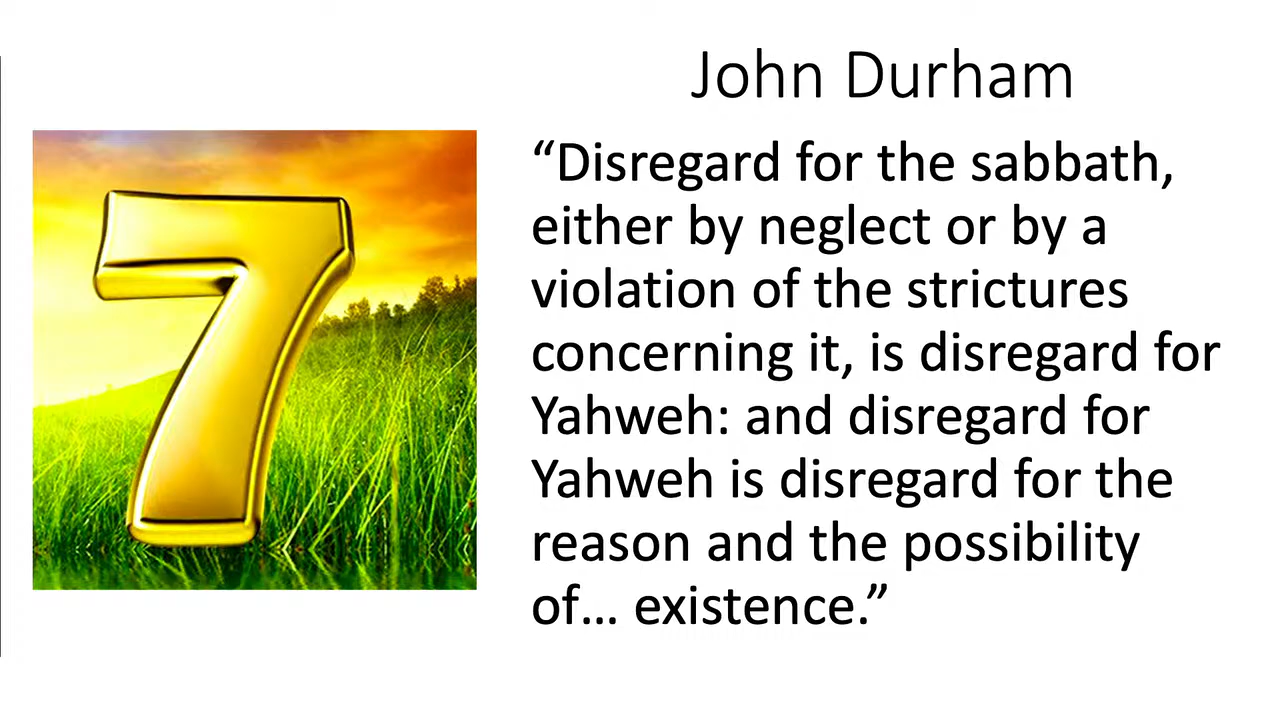 John Durham
7
“Disregard for the sabbath,
either by neglect or by a
violation of the strictures
concerning it, is disregard for
Yahweh: and disregard for
Yahweh is disregard for the
reason and the possibility
of… existence.”